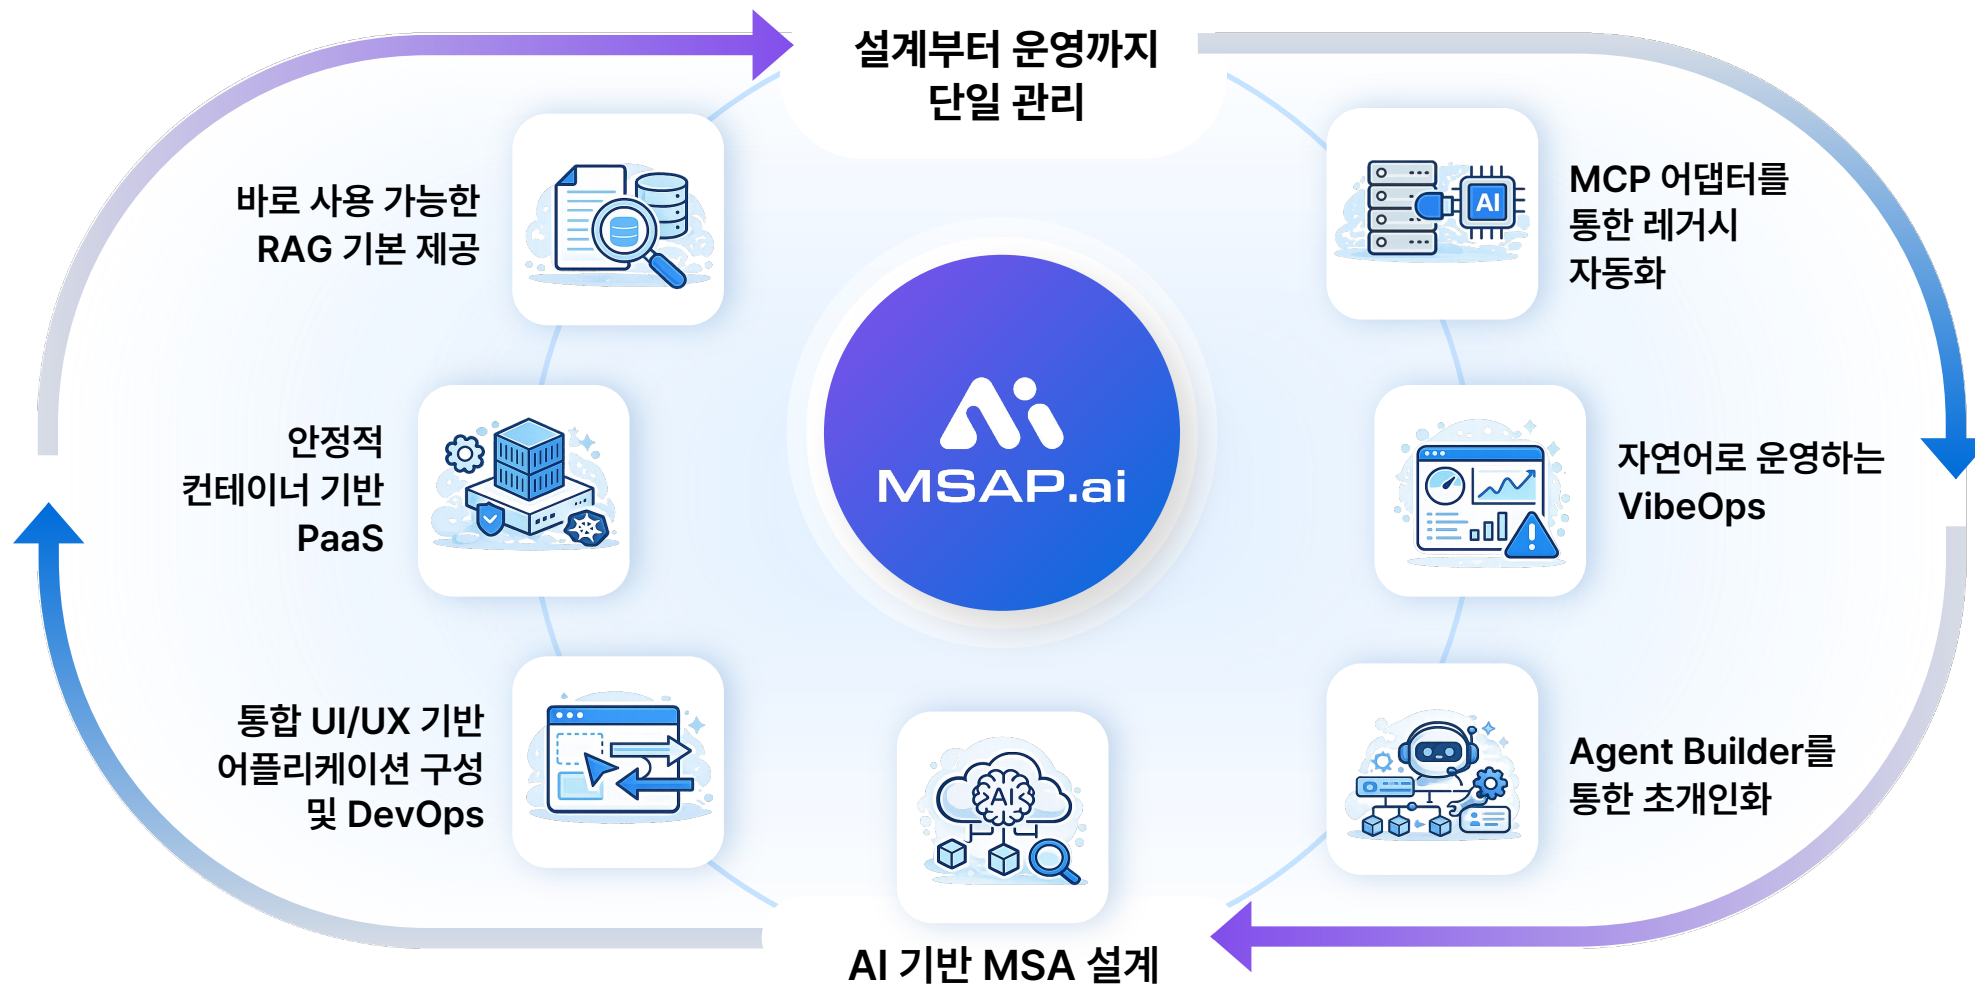 설계부터 운영까지
단일 관리
바로 사용 가능한
RAG 기본 제공
AI
MCP 어댑터를
통한 레거시
자동화
안정적
컨테이너 기반
PaaS
MSAP.ai
자연어로 운영하는
VibeOps
통합 UI/UX 기반
어플리케이션 구성
및 DevOps
AI
AI 기반 MSA 설계
Agent Builder를
통한 초개인화